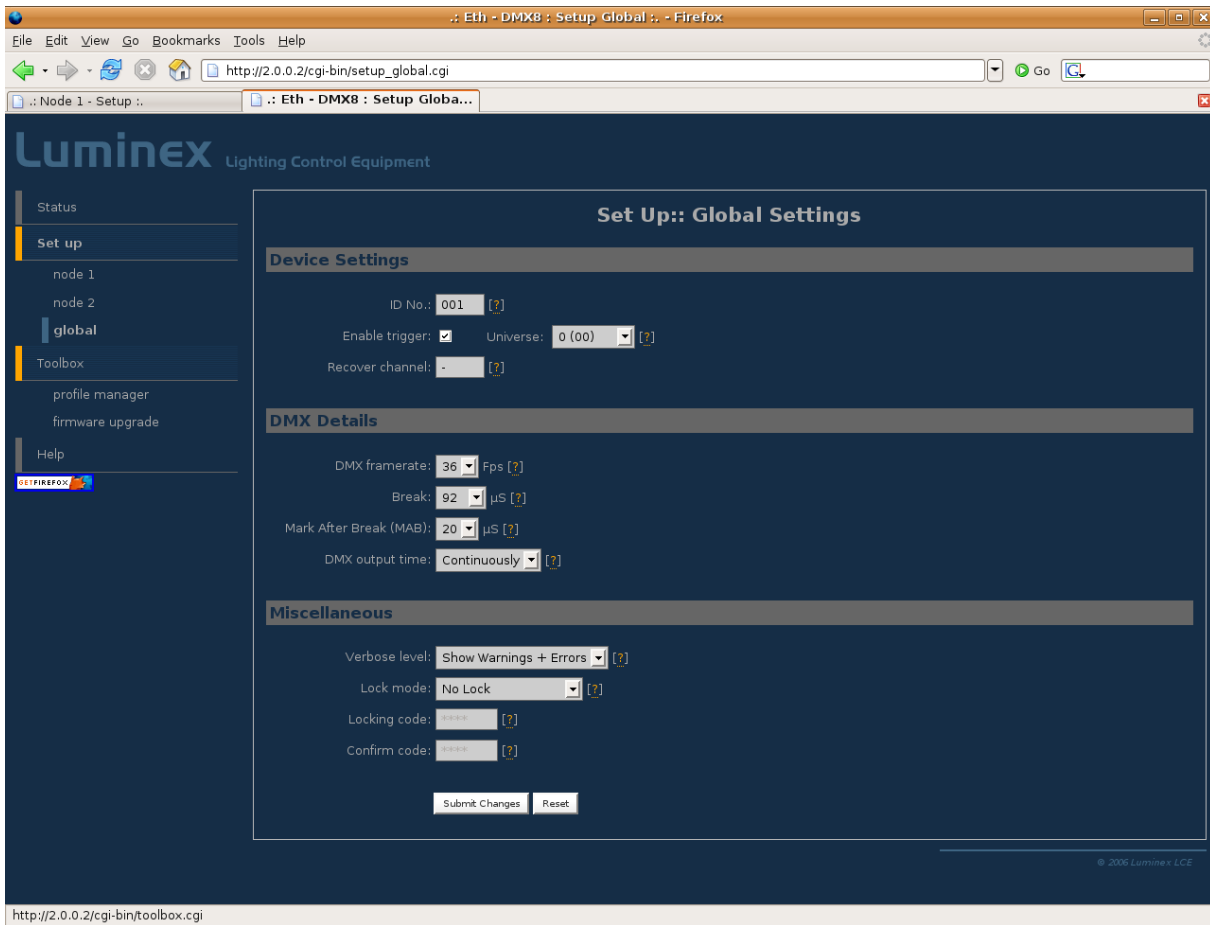 .: Eth - DMX8 : Setup Global :. - Firefox
File Edit View Go Bookmarks Tools Help
http://2.0.0.2/cgi-bin/setup_global.cgi Go G
.: Node 1 - Setup :. .: Eth - DMX8 : Setup Globa...
Luminex Lighting Control Equipment
Status
Set up
node 1
node 2
global
Toolbox
profile manager
firmware upgrade
Help
GETFIREFOX
Set Up:: Global Settings
Device Settings
ID No.: 001 [?]
Enable trigger: Universe: 0 (00) [?]
Recover channel: - [?]
DMX Details
DMX framerate: 36 Fps [?]
Break: 92 µS [?]
Mark After Break (MAB): 20 µS [?]
DMX output time: Continuously [?]
Miscellaneous
Verbose level: Show Warnings + Errors [?]
Lock mode: No Lock [?]
Locking code: **** [?]
Confirm code: **** [?]
Submit Changes Reset
© 2006 Luminex LCE
http://2.0.0.2/cgi-bin/toolbox.cgi